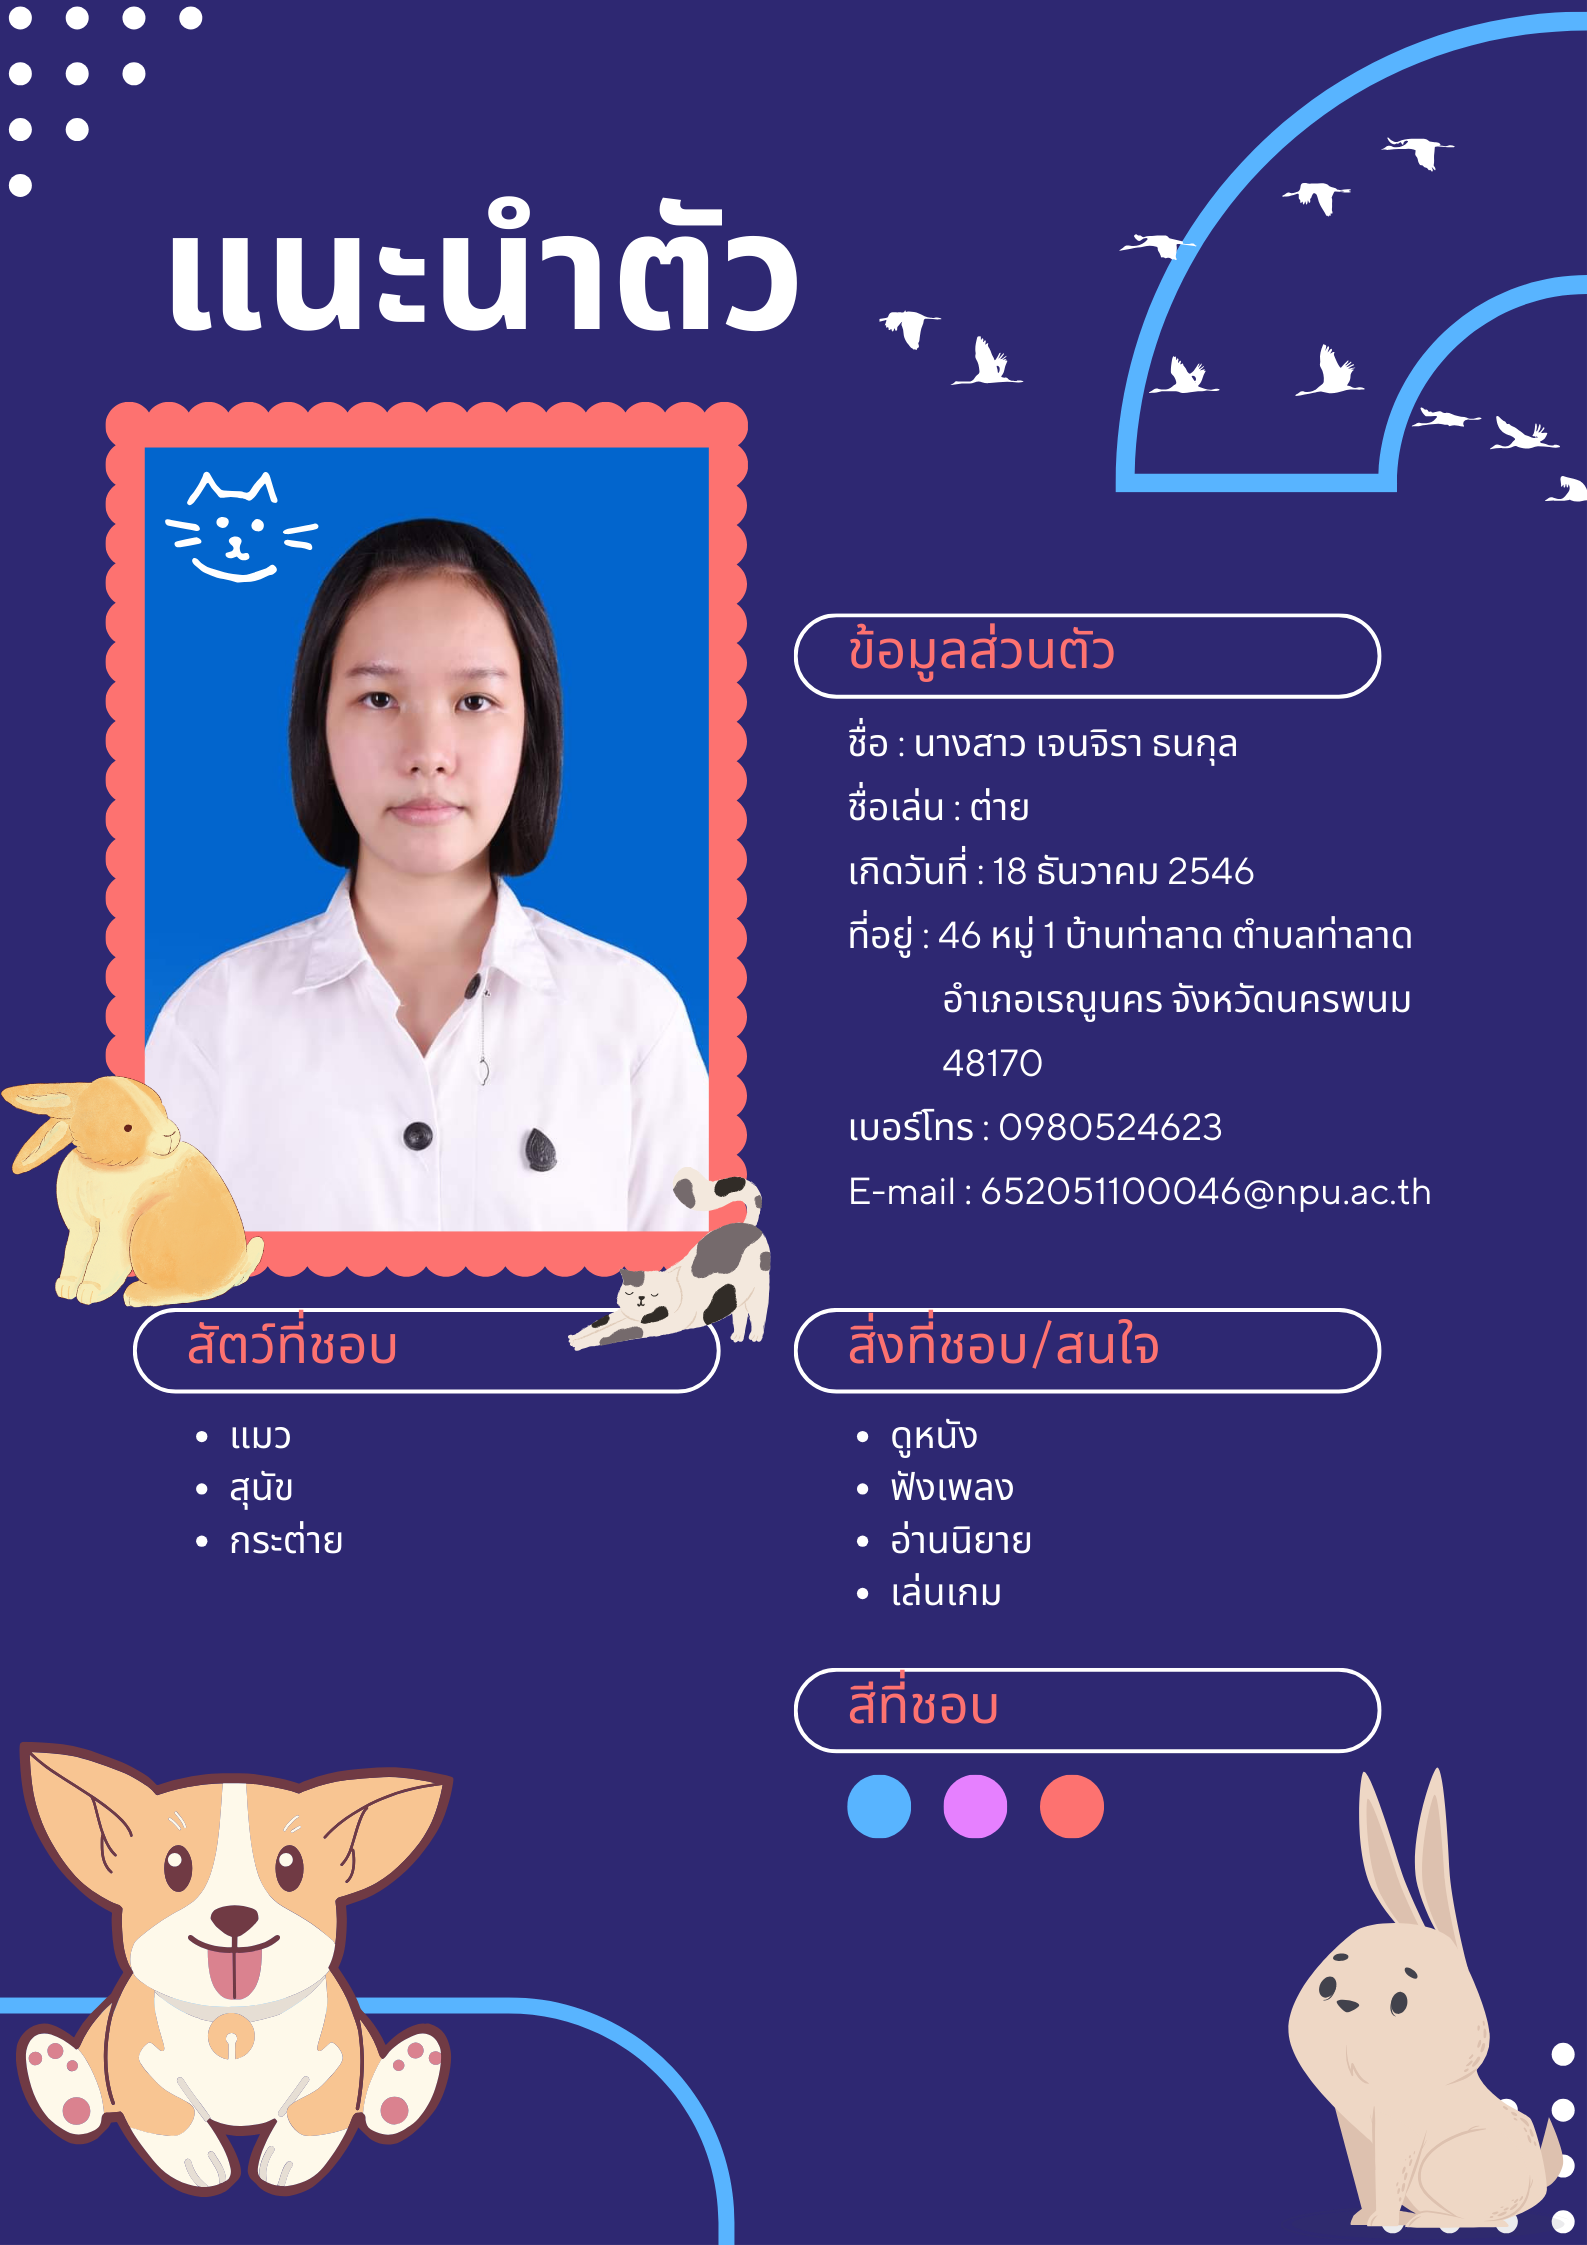 แนะนำตัว
ข้อมูลส่วนตัว
ชื่อ : นางสาว เจนจิรา ธนกุล
ชื่อเล่น : ต่าย
เกิดวันที่ : 18 ธันวาคม 2546
ที่อยู่ : 46 หมู่ 1 บ้านท่าลาด ตำบลท่าลาด
อำเภอเรณูนคร จังหวัดนครพนม
48170
เบอร์โทร : 0980524623
E-mail : 652051100046@npu.ac.th
สัตว์ที่ชอบ
• แมว
• สุนัข
• กระต่าย
สิ่งที่ชอบ/สนใจ
• ดูหนัง
• ฟังเพลง
• อ่านนิยาย
• เล่นเกม
สีที่ชอบ